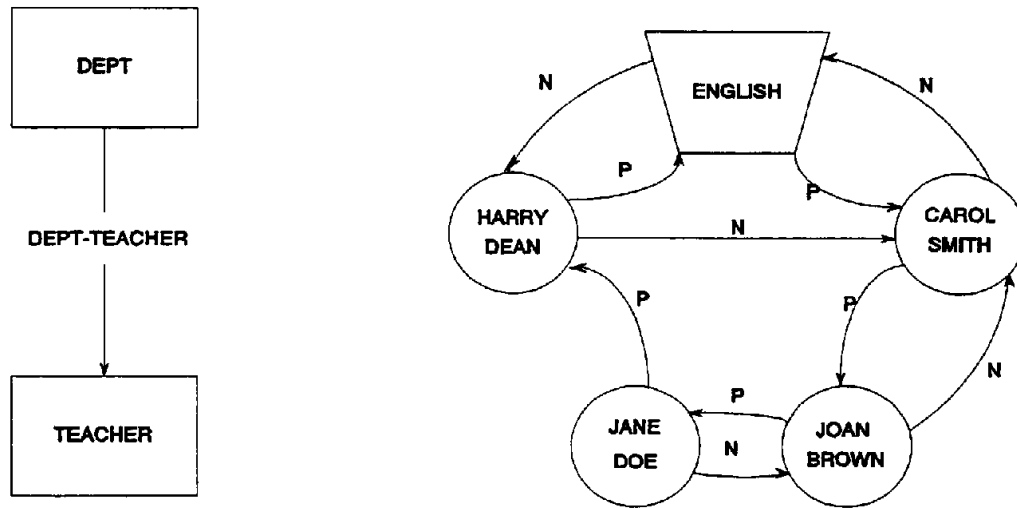 DEPT
DEPT-TEACHER
TEACHER
ENGLISH
N
N
P
P
HARRY
DEAN
CAROL
SMITH
N
P
P
N
P
N
JANE
DOE
JOAN
BROWN